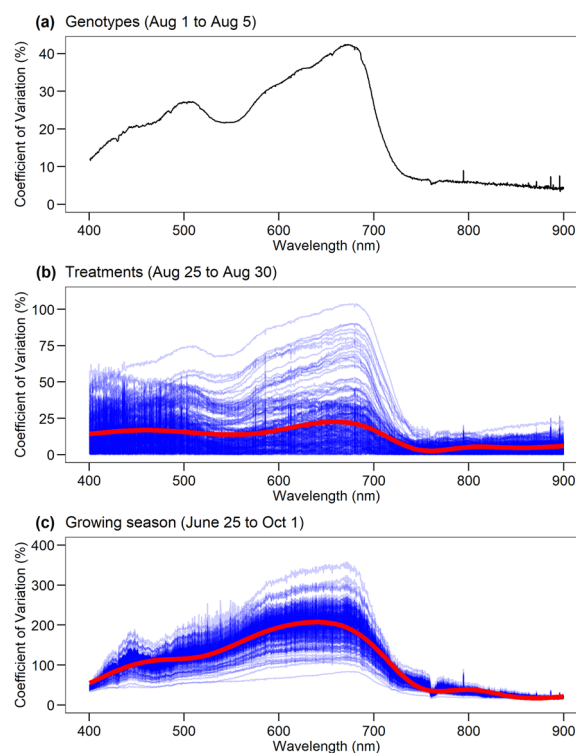 (a) Genotypes (Aug 1 to Aug 5)
Coefficient of Variation (%)
40
30
20
10
0
400 500 600 700 800 900
Wavelength (nm)
(b) Treatments (Aug 25 to Aug 30)
Coefficient of Variation (%)
100
75
50
25
0
400 500 600 700 800 900
Wavelength (nm)
(c) Growing season (June 25 to Oct 1)
Coefficient of Variation (%)
400
300
200
100
0
400 500 600 700 800 900
Wavelength (nm)